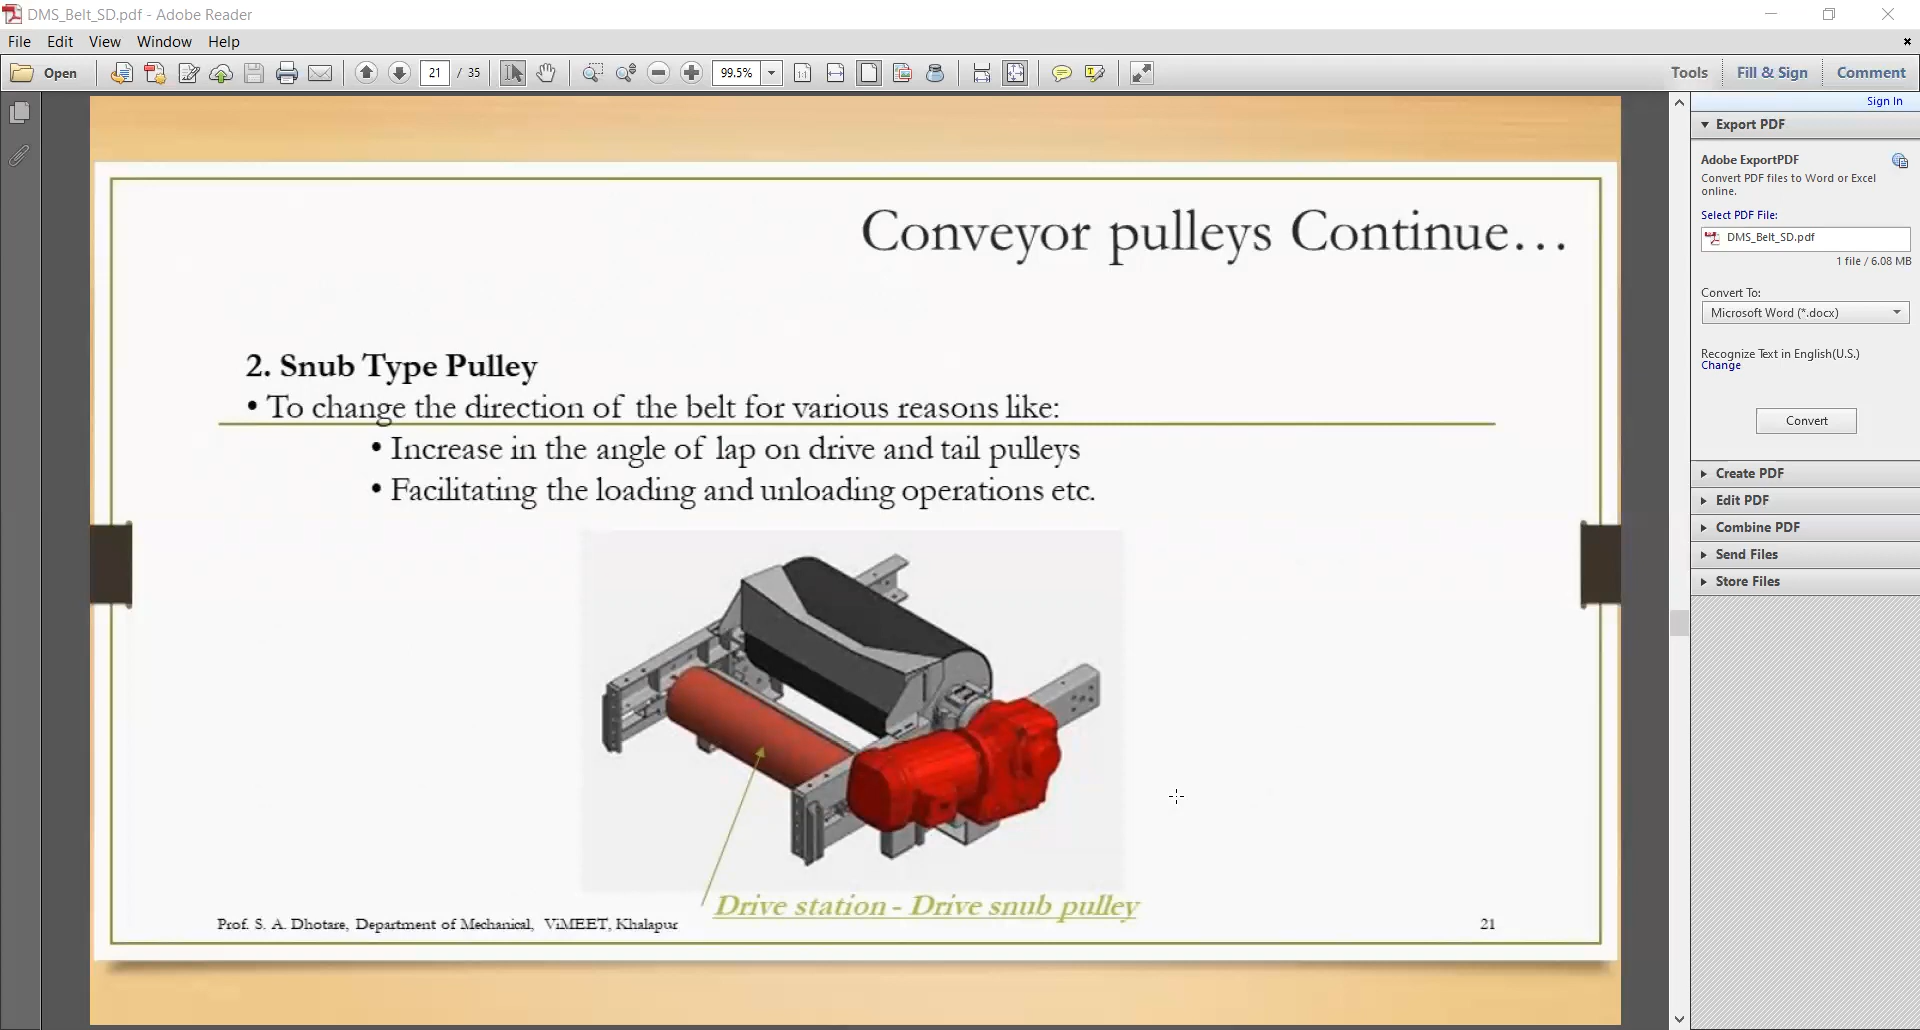 DMS_Belt_SD.pdf - Adobe Reader
File Edit View Window Help
Open 21 / 35 99.5% Tools Fill & Sign Comment
Sign In
Export PDF
Adobe ExportPDF
Convert PDF files to Word or Excel
online.
Select PDF File:
DMS_Belt_SD.pdf
1 file / 6.08 MB
Convert To:
Microsoft Word (*.docx)
Recognize Text in English(U.S.)
Change
Convert
Create PDF
Edit PDF
Combine PDF
Send Files
Store Files
Conveyor pulleys Continue…
2. Snub Type Pulley
• To change the direction of the belt for various reasons like:
• Increase in the angle of lap on drive and tail pulleys
• Facilitating the loading and unloading operations etc.
Drive station - Drive snub pulley
Prof. S. A. Dhotare, Department of Mechanical, ViMEET, Khalapur
21